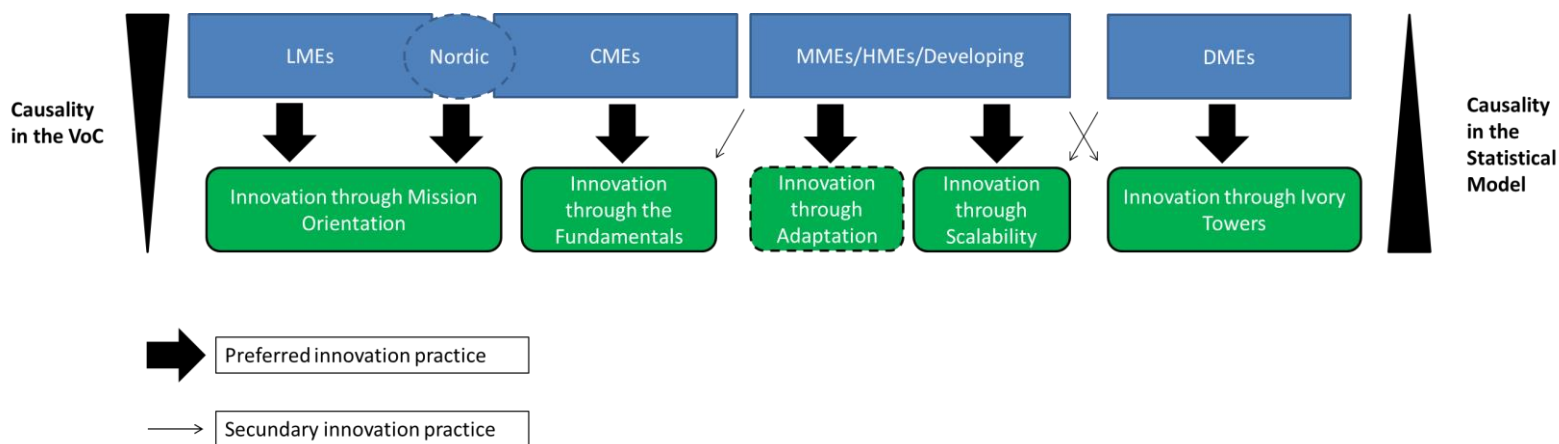 LMEs
Nordic
CMEs
MMEs/HMEs/Developing
DMEs
Causality
in the VoC
Causality
in the
Statistical
Model
Innovation through Mission
Orientation
Innovation
through the
Fundamentals
Innovation
through
Adaptation
Innovation
through
Scalability
Innovation through Ivory
Towers
Preferred innovation practice
Secundary innovation practice